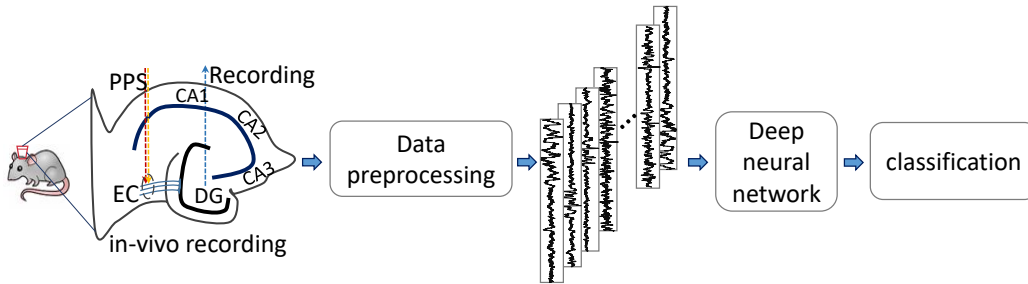 PPS
Recording
CA1
CA2
CA3
EC
DG
in-vivo recording
Data
preprocessing
Deep
neural
network
classification